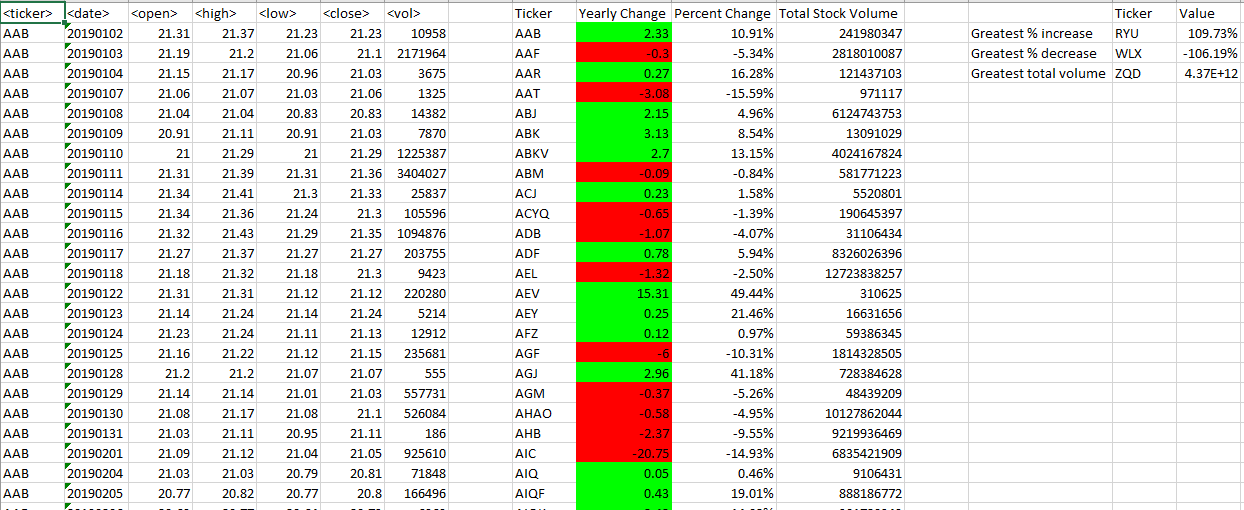 <ticker> <date> <open> <high> <low> <close> <vol> Ticker Yearly Change Percent Change Total Stock Volume Ticker Value
AAB 20190102 21.31 21.37 21.23 21.23 10958 AAB 2.33 10.91% 241980347 Greatest % increase RYU 109.73%
AAB 20190103 21.19 21.2 21.06 21.1 2171964 AAF -0.3 -5.34% 2818010087 Greatest % decrease WLX -106.19%
AAB 20190104 21.15 21.17 20.96 21.03 3675 AAR 0.27 16.28% 121437103 Greatest total volume ZQD 4.37E+12
AAB 20190107 21.06 21.07 21.03 21.06 1325 AAT -3.08 -15.59% 971117
AAB 20190108 21.04 21.04 20.83 20.83 14382 ABJ 2.15 4.96% 6124743753
AAB 20190109 20.91 21.11 20.91 21.03 7870 ABK 3.13 8.54% 13091029
AAB 20190110 21 21.29 21 21.29 1225387 ABKV 2.7 13.15% 4024167824
AAB 20190111 21.31 21.39 21.31 21.36 3404027 ABM -0.09 -0.84% 581771223
AAB 20190114 21.34 21.41 21.3 21.33 25837 ACJ 0.23 1.58% 5520801
AAB 20190115 21.34 21.36 21.24 21.3 105596 ACYQ -0.65 -1.39% 190645397
AAB 20190116 21.32 21.43 21.29 21.35 1094876 ADB -1.07 -4.07% 31106434
AAB 20190117 21.27 21.37 21.27 21.27 203755 ADF 0.78 5.94% 8326026396
AAB 20190118 21.18 21.32 21.18 21.3 9423 AEL -1.32 -2.50% 12723838257
AAB 20190122 21.31 21.31 21.12 21.12 220280 AEV 15.31 49.44% 310625
AAB 20190123 21.14 21.24 21.14 21.24 5214 AEY 0.25 21.46% 16631656
AAB 20190124 21.23 21.24 21.11 21.13 12912 AFZ 0.12 0.97% 59386345
AAB 20190125 21.16 21.22 21.12 21.15 235681 AGF -6 -10.31% 1814328505
AAB 20190128 21.2 21.2 21.07 21.07 555 AGJ 2.96 41.18% 728384628
AAB 20190129 21.14 21.14 21.01 21.03 557731 AGM -0.37 -5.26% 48439209
AAB 20190130 21.08 21.17 21.08 21.1 526084 AHAO -0.58 -4.95% 10127862044
AAB 20190131 21.03 21.11 20.95 21.11 186 AHB -2.37 -9.55% 9219936469
AAB 20190201 21.09 21.12 21.04 21.05 925610 AIC -20.75 -14.93% 6835421909
AAB 20190204 21.03 21.03 20.79 20.81 71848 AIQ 0.05 0.46% 9106431
AAB 20190205 20.77 20.82 20.77 20.8 166496 AIQF 0.43 19.01% 888186772